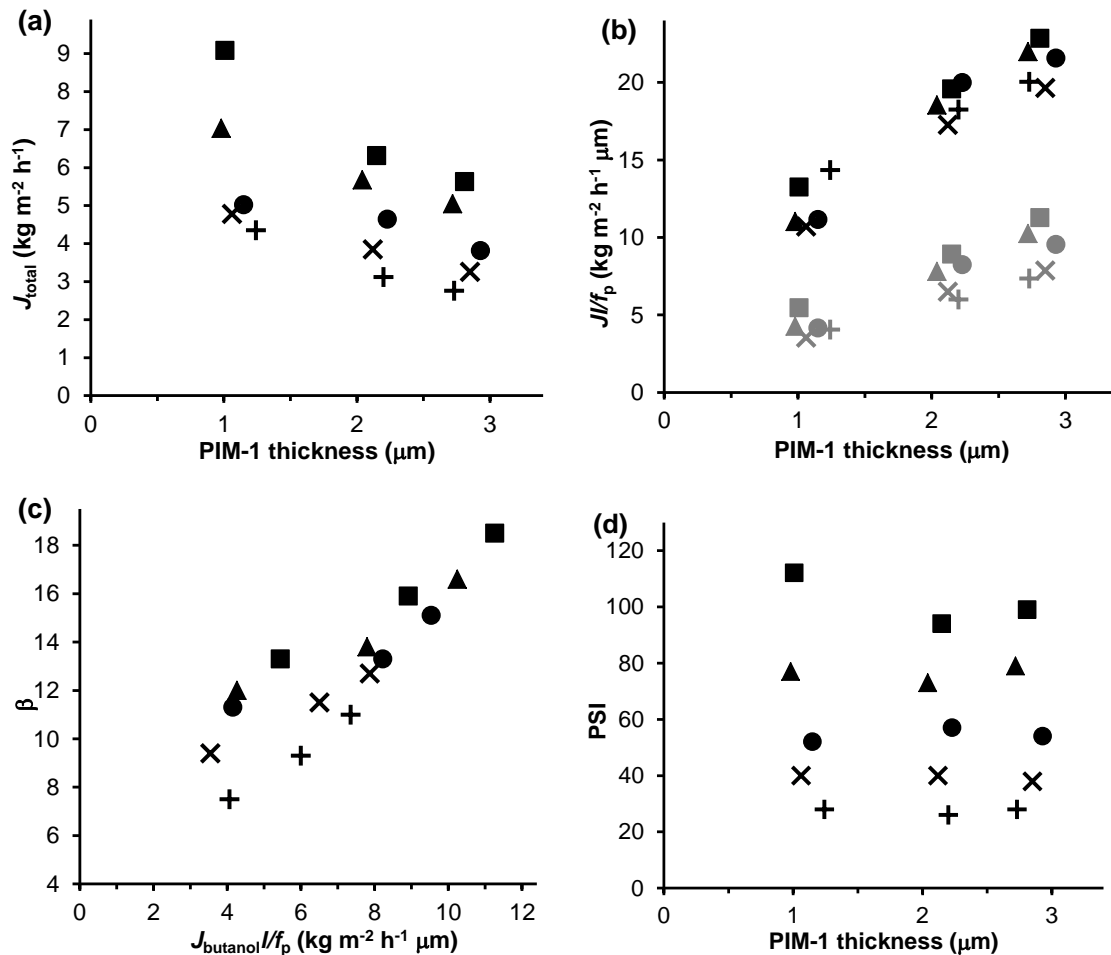 (a)
9
8
7
6
5
4
3
2
1
0
J_total (kg m⁻² h⁻¹)
0 1 2 3
PIM-1 thickness (μm)
(b)
20
15
10
5
0
Jl/f_p (kg m⁻² h⁻¹ μm)
0 1 2 3
PIM-1 thickness (μm)
(c)
18
16
14
12
10
8
6
4
β
0 2 4 6 8 10 12
J_butanol l/f_p (kg m⁻² h⁻¹ μm)
(d)
120
100
80
60
40
20
0
PSI
0 1 2 3
PIM-1 thickness (μm)